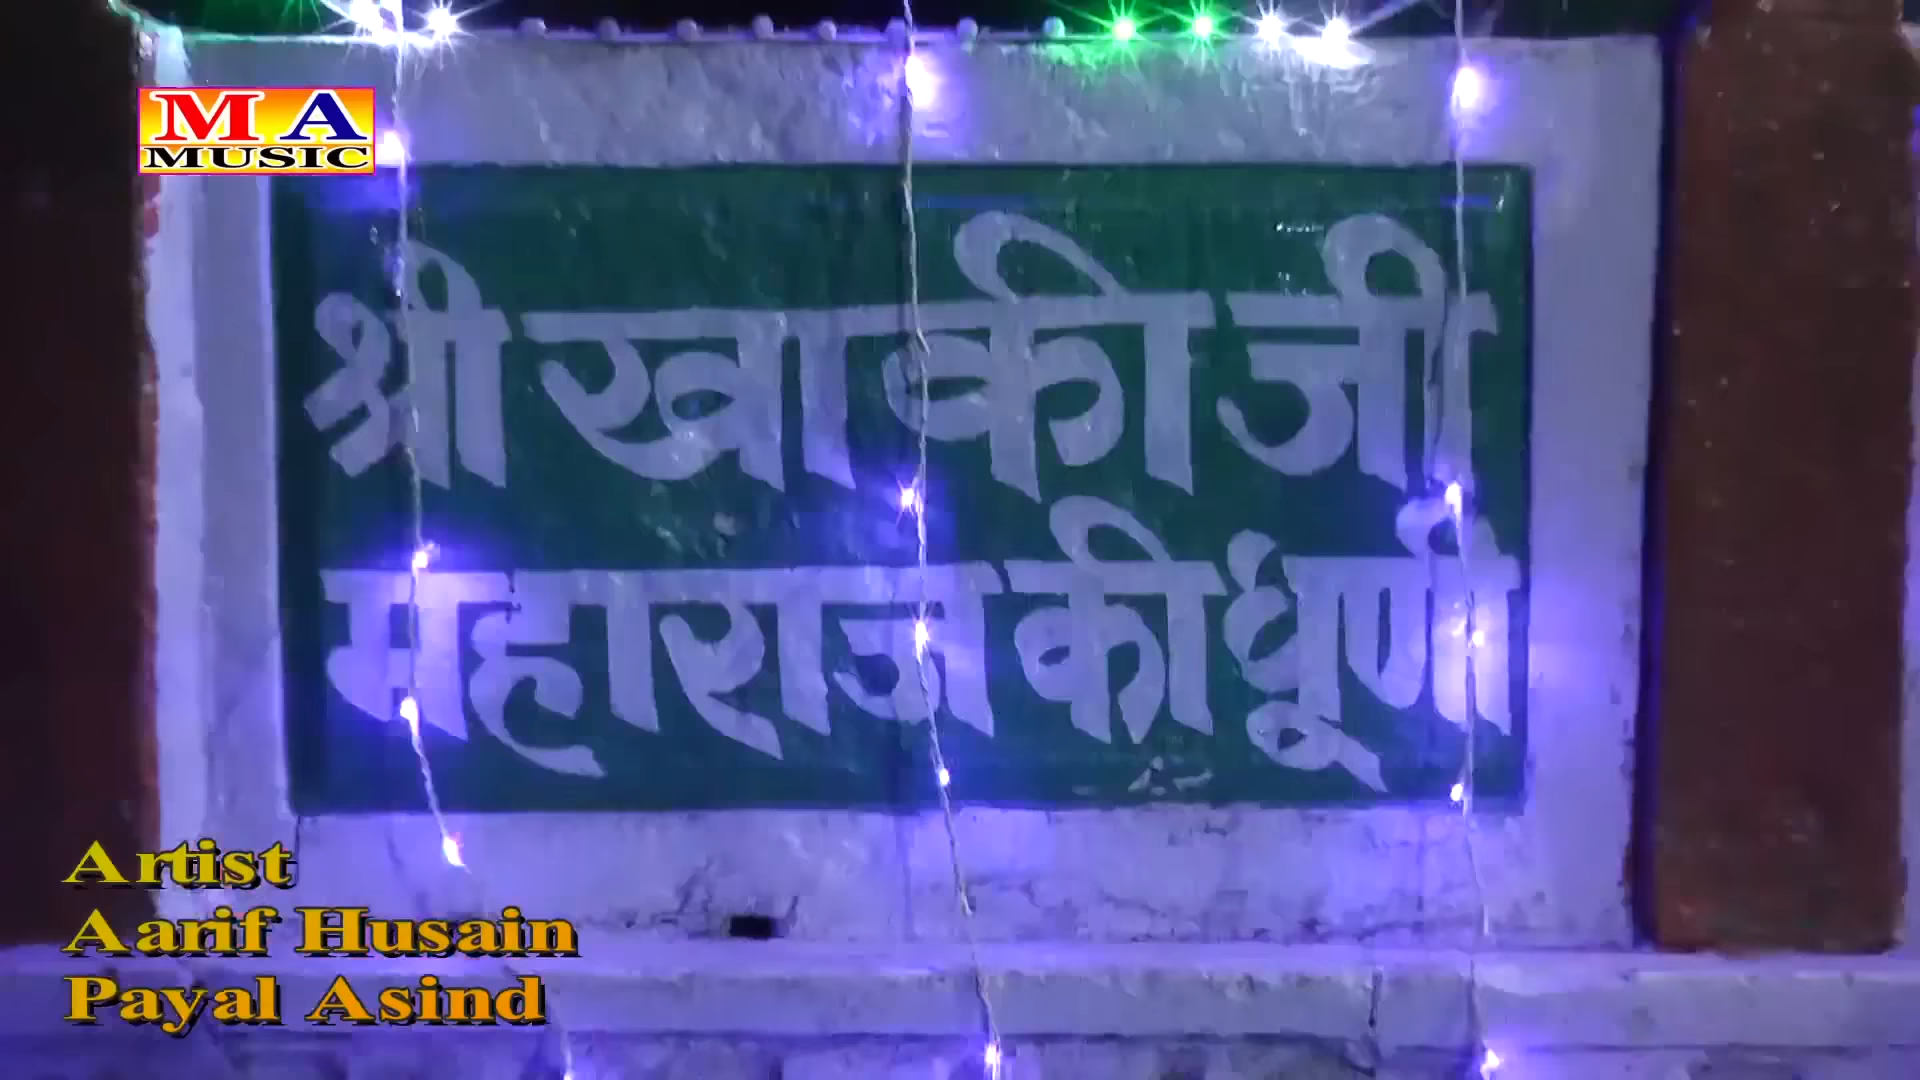 M A
MUSIC
श्री खाकी जी
महाराज की धूणी
Artist
Aarif Husain
Payal Asind